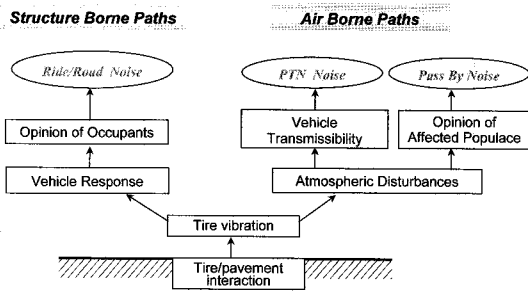 Structure Borne Paths
Air Borne Paths
Ride/Road Noise
PTN Noise
Pass By Noise
Opinion of Occupants
Vehicle
Transmissibility
Opinion of
Affected Populace
Vehicle Response
Atmospheric Disturbances
Tire vibration
Tire/pavement
interaction